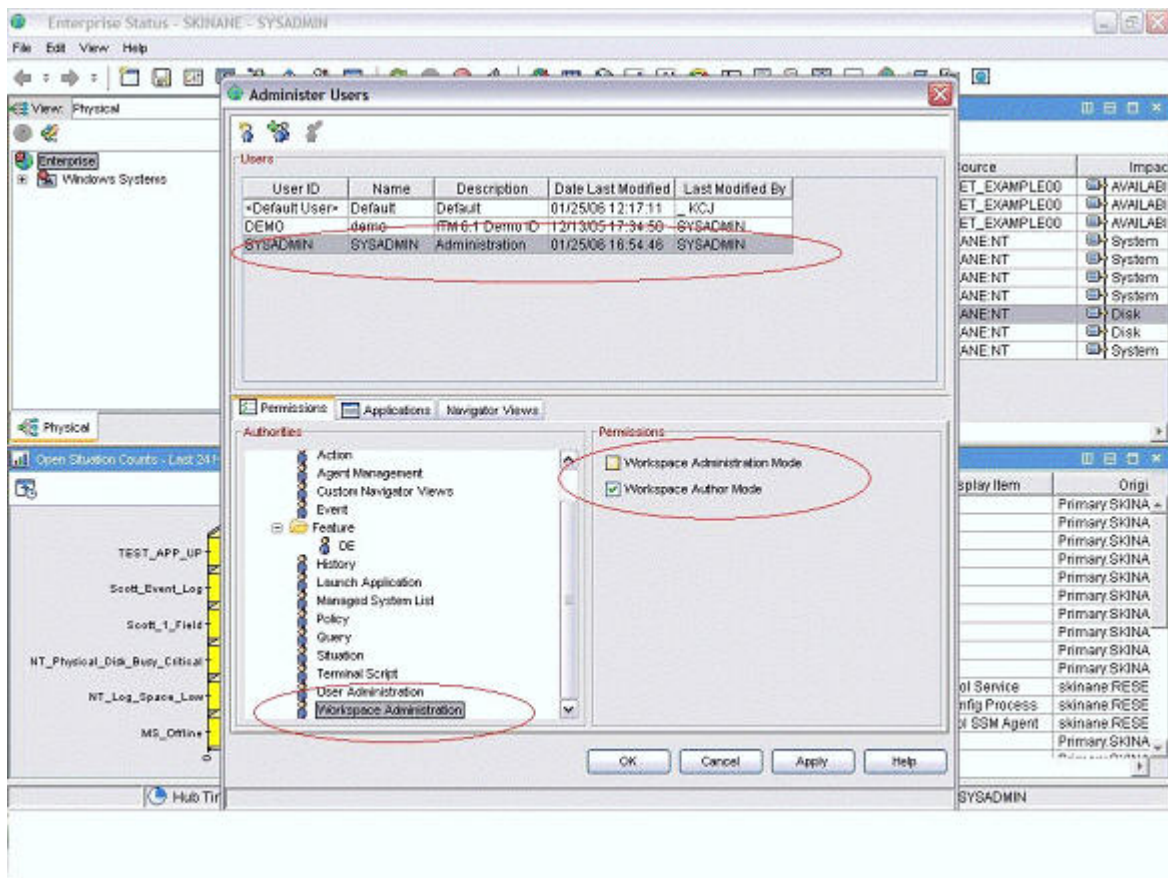 Enterprise Status - SKINANE - SYSADMIN
File Edit View Help
View: Physical
Enterprise
Windows Systems
Physical
Administer Users
Users
User ID Name Description Date Last Modified Last Modified By
<Default User> Default Default 01/25/06 12:17:11 _KCJ
DEMO demo ITM 6.1 Demo ID 12/13/05 17:34:50 SYSADMIN
SYSADMIN SYSADMIN Administration 01/25/06 16:54:46 SYSADMIN
Permissions Applications Navigator Views
Authorities
Action
Agent Management
Custom Navigator Views
Event
Feature
DE
History
Launch Application
Managed System List
Policy
Query
Situation
Terminal Script
User Administration
Workspace Administration
Permissions
Workspace Administration Mode
Workspace Author Mode
OK Cancel Apply Help
ource Impac
ET_EXAMPLE00 AVAILABI
ET_EXAMPLE00 AVAILABI
ET_EXAMPLE00 AVAILABI
ANE:NT System
ANE:NT System
ANE:NT System
ANE:NT System
ANE:NT Disk
ANE:NT Disk
ANE:NT System
Open Situation Counts - Last 24 H
TEST_APP_UP
Scott_Event_Log
Scott_1_Field
NT_Physical_Disk_Busy_Critical
NT_Log_Space_Low
MS_Offline
0
splay Item Origi
Primary:SKINA
Primary:SKINA
Primary:SKINA
Primary:SKINA
Primary:SKINA
Primary:SKINA
Primary:SKINA
Primary:SKINA
Primary:SKINA
Primary:SKINA
ol Service skinane:RESE
nfig Process skinane:RESE
ol SSM Agent skinane:RESE
Primary:SKINA
Hub Tir
SYSADMIN